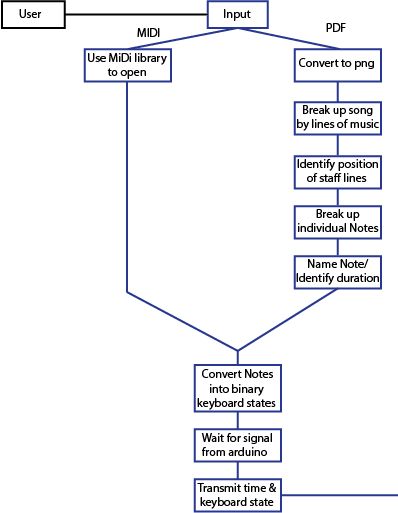 User
Input
MIDI
PDF
Use MiDi library
to open
Convert to png
Break up song
by lines of music
Identify position
of staff lines
Break up
individual Notes
Name Note/
Identify duration
Convert Notes
into binary
keyboard states
Wait for signal
from arduino
Transmit time &
keyboard state